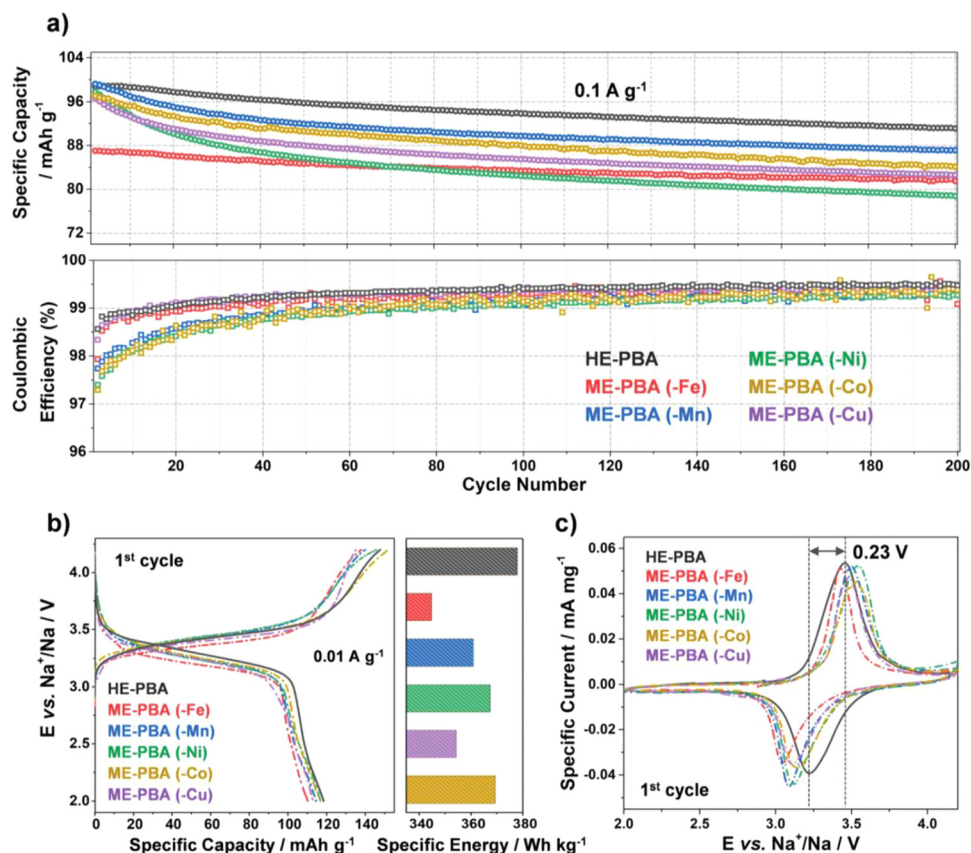 a)
Specific Capacity
/ mAh g⁻¹
104
96
88
80
72
0.1 A g⁻¹
Coulombic
Efficiency (%)
100
99
98
97
96
HE-PBA
ME-PBA (-Fe)
ME-PBA (-Mn)
ME-PBA (-Ni)
ME-PBA (-Co)
ME-PBA (-Cu)
20 40 60 80 100 120 140 160 180 200
Cycle Number
b)
E vs. Na⁺/Na / V
4.0
3.5
3.0
2.5
2.0
1st cycle
0.01 A g⁻¹
HE-PBA
ME-PBA (-Fe)
ME-PBA (-Mn)
ME-PBA (-Ni)
ME-PBA (-Co)
ME-PBA (-Cu)
0 20 40 60 80 100 120 140
Specific Capacity / mAh g⁻¹
340 360 380
Specific Energy / Wh kg⁻¹
c)
Specific Current / mA mg⁻¹
0.06
0.04
0.02
0.00
-0.02
-0.04
0.23 V
HE-PBA
ME-PBA (-Fe)
ME-PBA (-Mn)
ME-PBA (-Ni)
ME-PBA (-Co)
ME-PBA (-Cu)
1st cycle
2.0 2.5 3.0 3.5 4.0
E vs. Na⁺/Na / V